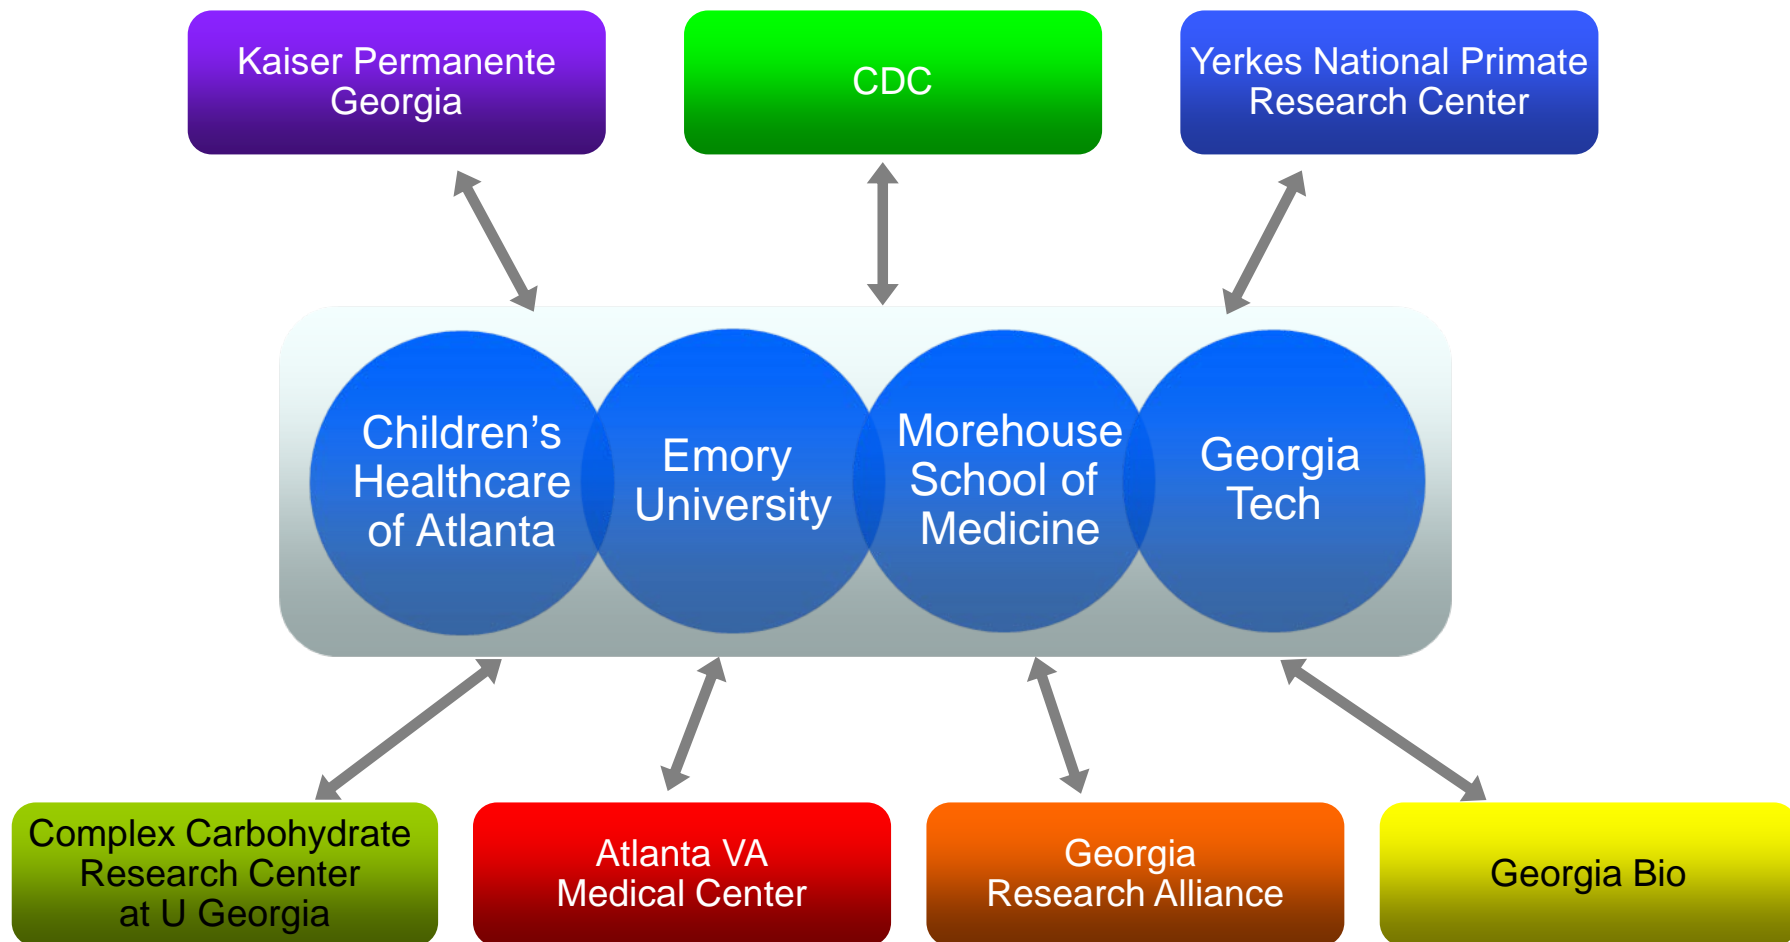 Kaiser Permanente
Georgia
CDC
Yerkes National Primate
Research Center
Children’s
Healthcare
of Atlanta
Emory
University
Morehouse
School of
Medicine
Georgia
Tech
Complex Carbohydrate
Research Center
at U Georgia
Atlanta VA
Medical Center
Georgia
Research Alliance
Georgia Bio